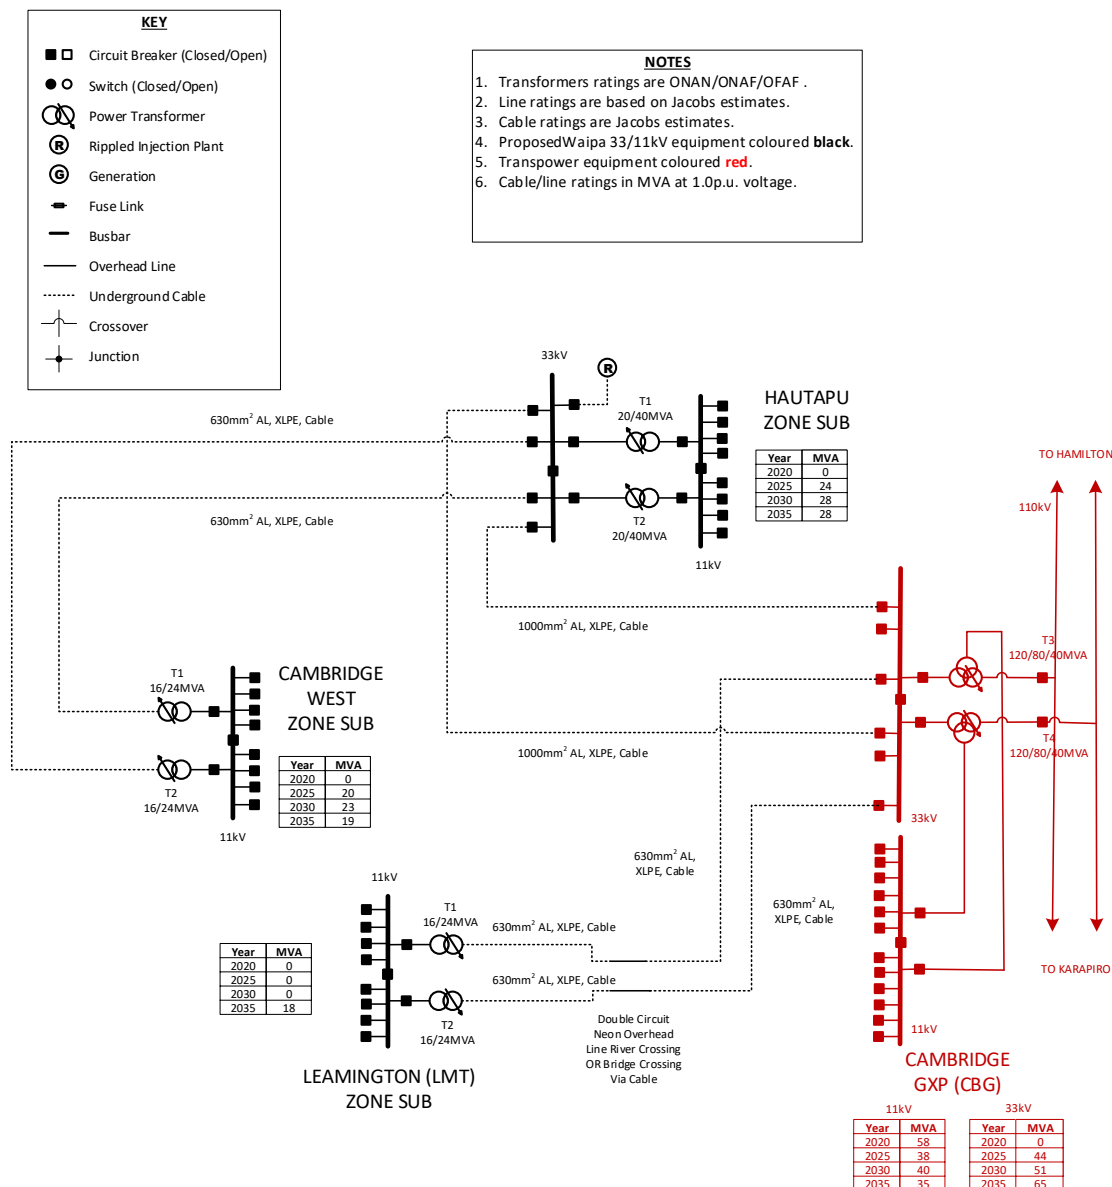 KEY
Circuit Breaker (Closed/Open)
Switch (Closed/Open)
Power Transformer
R Rippled Injection Plant
G Generation
Fuse Link
Busbar
Overhead Line
Underground Cable
Crossover
Junction
NOTES
1. Transformers ratings are ONAN/ONAF/OFAF .
2. Line ratings are based on Jacobs estimates.
3. Cable ratings are Jacobs estimates.
4. ProposedWaipa 33/11kV equipment coloured black.
5. Transpower equipment coloured red.
6. Cable/line ratings in MVA at 1.0p.u. voltage.
33kV
R
T1
20/40MVA
T2
20/40MVA
11kV
HAUTAPU
ZONE SUB
Year MVA
2020 0
2025 24
2030 28
2035 28
630mm² AL, XLPE, Cable
630mm² AL, XLPE, Cable
1000mm² AL, XLPE, Cable
1000mm² AL, XLPE, Cable
TO HAMILTON
110kV
T3
120/80/40MVA
T4
120/80/40MVA
33kV
T1
16/24MVA
T2
16/24MVA
11kV
CAMBRIDGE
WEST
ZONE SUB
Year MVA
2020 0
2025 20
2030 23
2035 19
630mm² AL,
XLPE, Cable
630mm² AL,
XLPE, Cable
11kV
T1
16/24MVA
630mm² AL, XLPE, Cable
630mm² AL, XLPE, Cable
T2
16/24MVA
Year MVA
2020 0
2025 0
2030 0
2035 18
LEAMINGTON (LMT)
ZONE SUB
Double Circuit
Neon Overhead
Line River Crossing
OR Bridge Crossing
Via Cable
TO KARAPIRO
11kV
CAMBRIDGE
GXP (CBG)
11kV
Year MVA
2020 58
2025 38
2030 40
2035 35
33kV
Year MVA
2020 0
2025 44
2030 51
2035 65